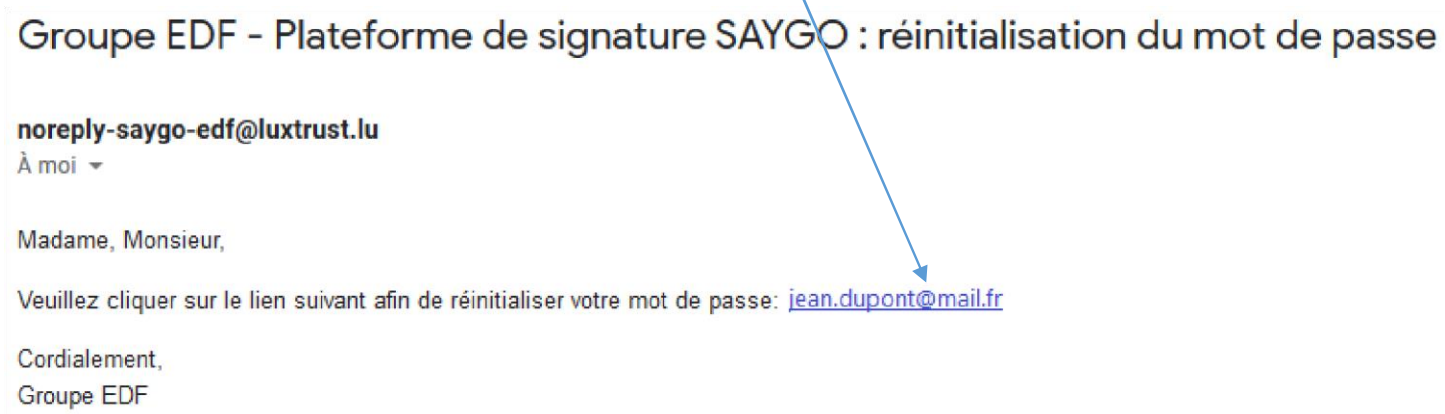 Groupe EDF - Plateforme de signature SAYGO : réinitialisation du mot de passe
noreply-saygo-edf@luxtrust.lu
À moi
Madame, Monsieur,
Veuillez cliquer sur le lien suivant afin de réinitialiser votre mot de passe: jean.dupont@mail.fr
Cordialement,
Groupe EDF